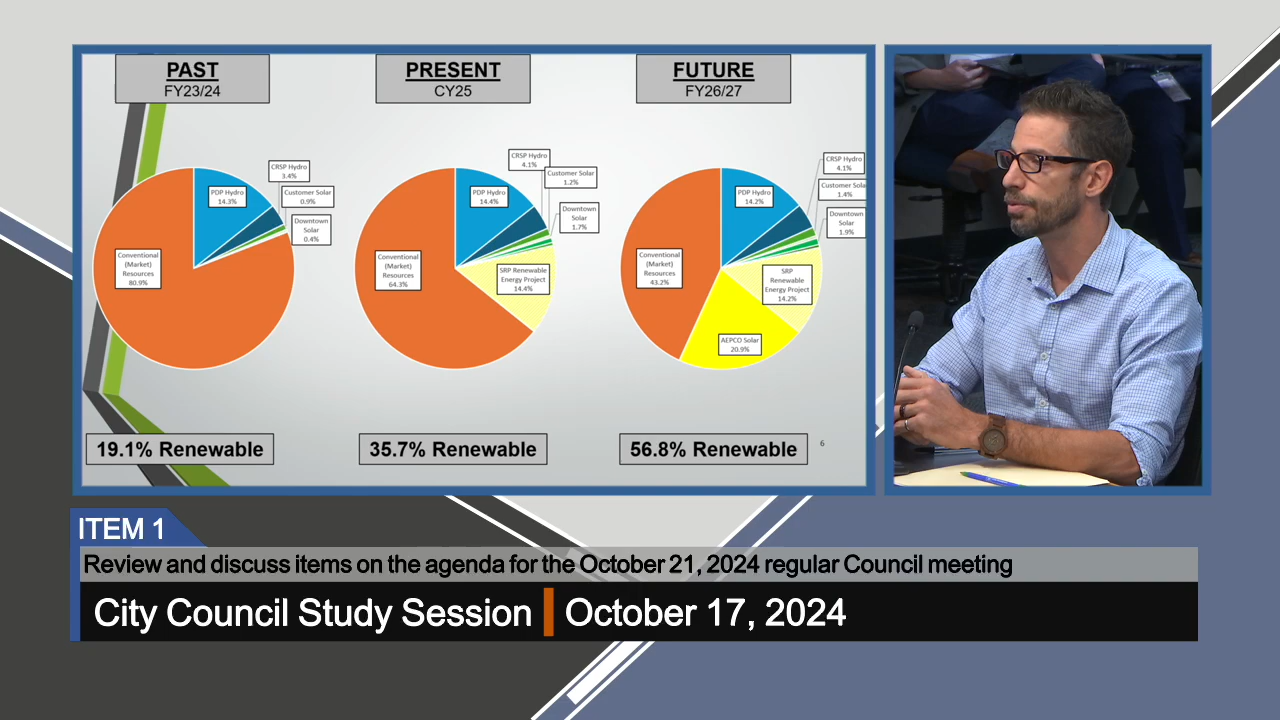 PAST
FY23/24
PRESENT
CY25
FUTURE
FY26/27
CRSP Hydro
3.4%
PDP Hydro
14.3%
Customer Solar
0.9%
Downtown
Solar
0.4%
Conventional
(Market)
Resources
80.9%
CRSP Hydro
4.1%
Customer Solar
1.2%
PDP Hydro
14.4%
Downtown
Solar
1.7%
Conventional
(Market)
Resources
64.3%
SRP Renewable
Energy Project
14.4%
CRSP Hydro
4.1%
Customer Solar
1.4%
PDP Hydro
14.2%
Downtown
Solar
1.9%
Conventional
(Market)
Resources
43.2%
SRP
Renewable
Energy Project
14.2%
AEPCO Solar
20.9%
19.1% Renewable
35.7% Renewable
56.8% Renewable
6
ITEM 1
Review and discuss items on the agenda for the October 21, 2024 regular Council meeting
City Council Study Session October 17, 2024